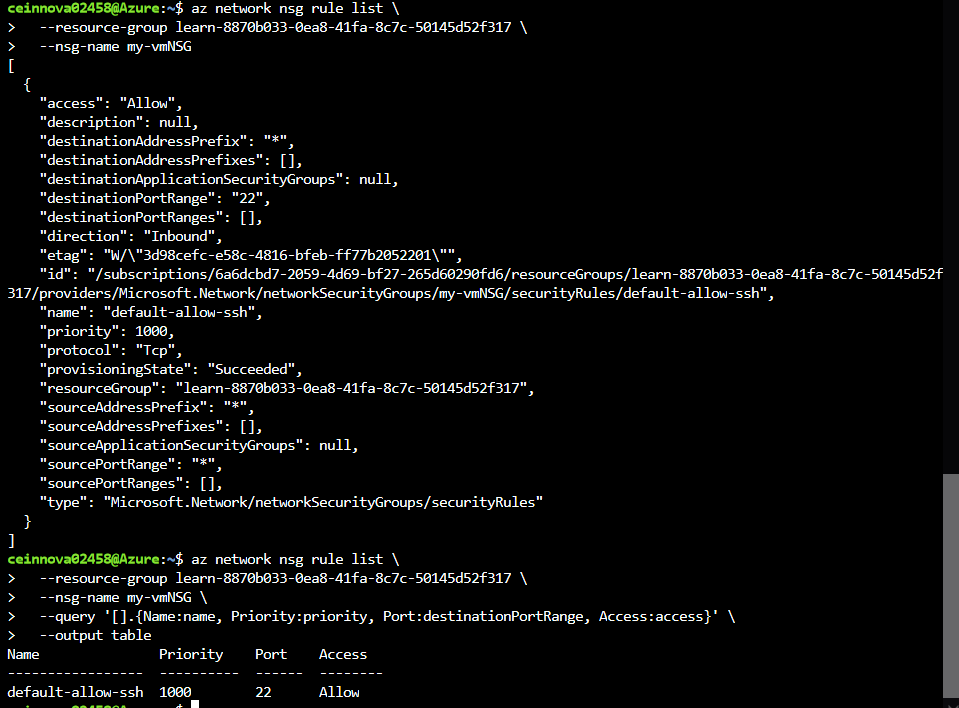 ceinnova02458@Azure:~$ az network nsg rule list \
>   --resource-group learn-8870b033-0ea8-41fa-8c7c-50145d52f317 \
>   --nsg-name my-vmNSG
[
  {
    "access": "Allow",
    "description": null,
    "destinationAddressPrefix": "*",
    "destinationAddressPrefixes": [],
    "destinationApplicationSecurityGroups": null,
    "destinationPortRange": "22",
    "destinationPortRanges": [],
    "direction": "Inbound",
    "etag": "W/\"3d98cefc-e58c-4816-bfeb-ff77b2052201\"",
    "id": "/subscriptions/6a6dcbd7-2059-4d69-bf27-265d60290fd6/resourceGroups/learn-8870b033-0ea8-41fa-8c7c-50145d52f
317/providers/Microsoft.Network/networkSecurityGroups/my-vmNSG/securityRules/default-allow-ssh",
    "name": "default-allow-ssh",
    "priority": 1000,
    "protocol": "Tcp",
    "provisioningState": "Succeeded",
    "resourceGroup": "learn-8870b033-0ea8-41fa-8c7c-50145d52f317",
    "sourceAddressPrefix": "*",
    "sourceAddressPrefixes": [],
    "sourceApplicationSecurityGroups": null,
    "sourcePortRange": "*",
    "sourcePortRanges": [],
    "type": "Microsoft.Network/networkSecurityGroups/securityRules"
  }
]
ceinnova02458@Azure:~$ az network nsg rule list \
>   --resource-group learn-8870b033-0ea8-41fa-8c7c-50145d52f317 \
>   --nsg-name my-vmNSG \
>   --query '[].{Name:name, Priority:priority, Port:destinationPortRange, Access:access}' \
>   --output table
Name               Priority    Port    Access
-----------------  ----------  ------  --------
default-allow-ssh  1000        22      Allow